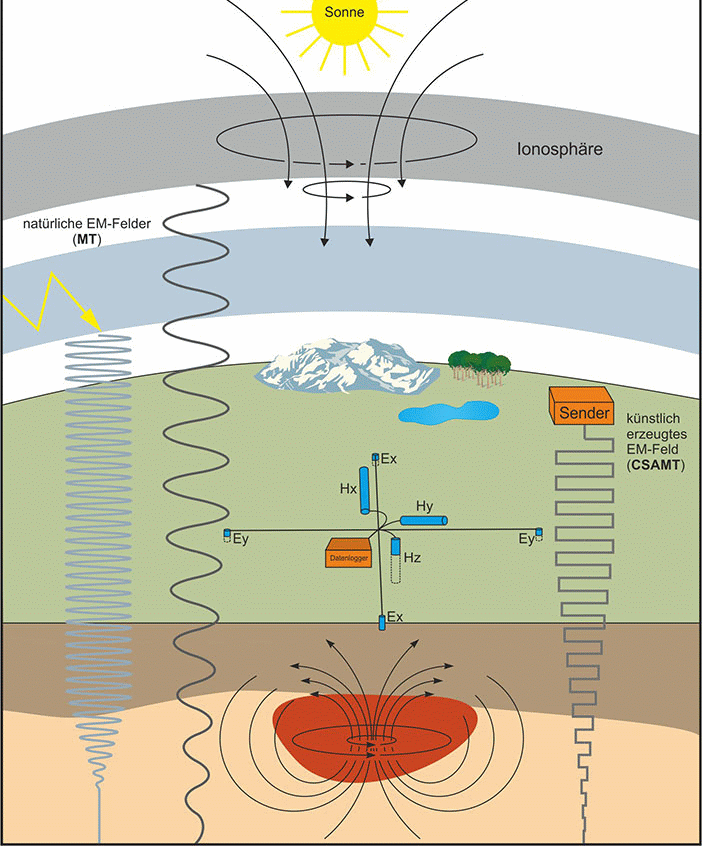 Sonne
Ionosphäre
natürliche EM-Felder
(MT)
Sender
künstlich
erzeugtes
EM-Feld
(CSAMT)
Ex
Hx
Hy
Ey
Ey
Datenlogger
Hz
Ex